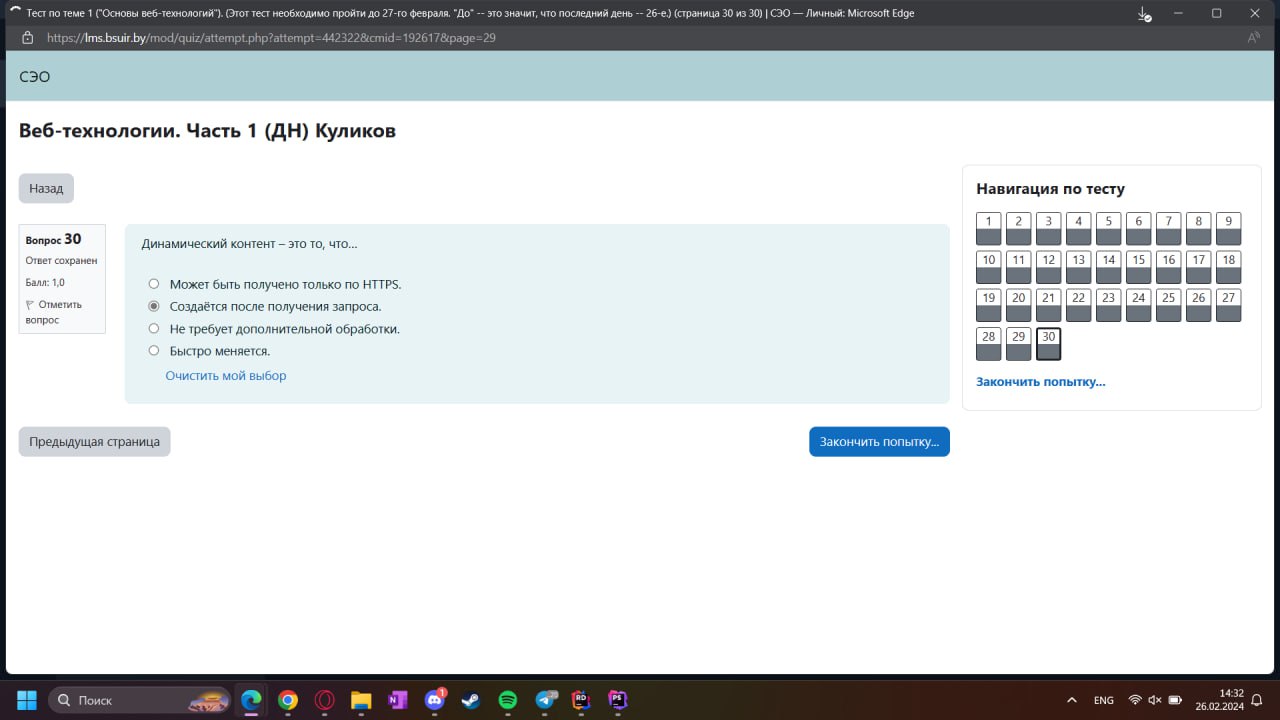 Тест по теме 1 ("Основы веб-технологий"). (Этот тест необходимо пройти до 27-го февраля. "До" -- это значит, что последний день -- 26-е.) (страница 30 из 30) | СЭО — Личный: Microsoft Edge
https://lms.bsuir.by/mod/quiz/attempt.php?attempt=442322&cmid=192617&page=29
СЭО
Веб-технологии. Часть 1 (ДН) Куликов
Назад
Вопрос 30
Ответ сохранен
Балл: 1,0
Отметить
вопрос
Динамический контент – это то, что...
Может быть получено только по HTTPS.
Создаётся после получения запроса.
Не требует дополнительной обработки.
Быстро меняется.
Очистить мой выбор
Предыдущая страница
Закончить попытку...
Навигация по тесту
1 2 3 4 5 6 7 8 9
10 11 12 13 14 15 16 17 18
19 20 21 22 23 24 25 26 27
28 29 30
Закончить попытку...
Поиск
1
RD
PS
ENG
14:32
26.02.2024